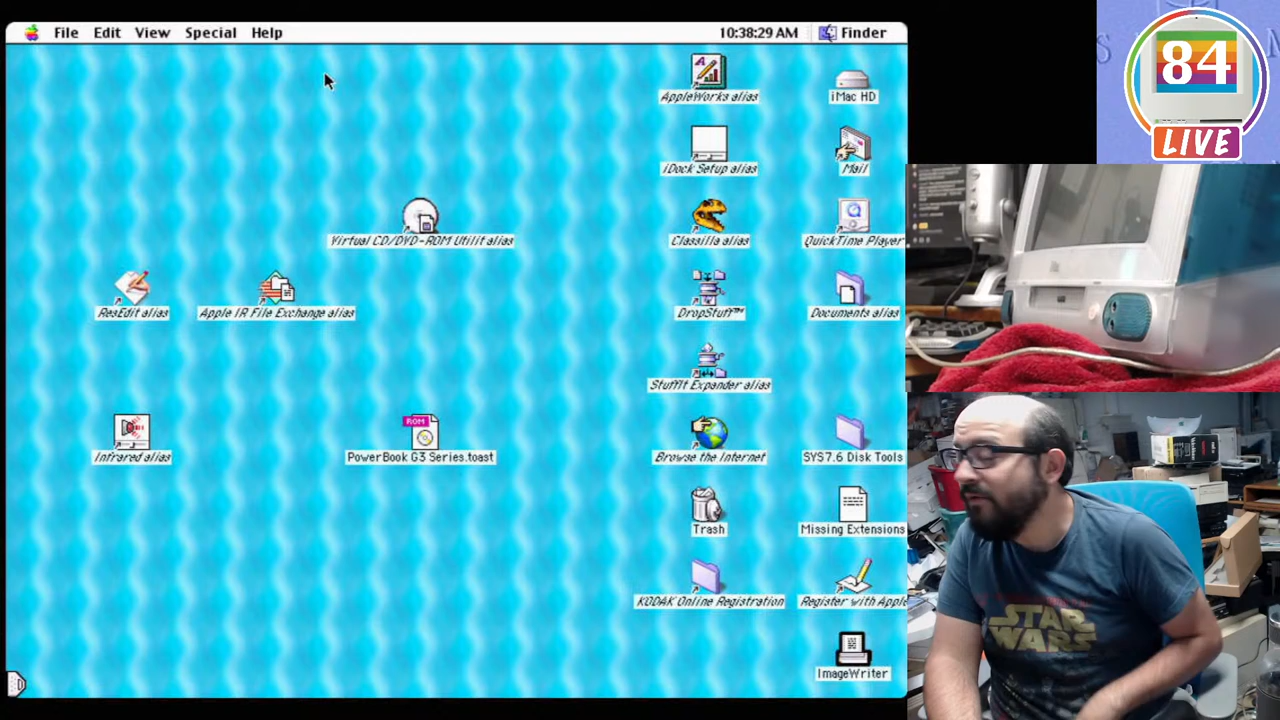 File Edit View Special Help 10:38:29 AM Finder
84
LIVE
AppleWorks alias
iMac HD
iDock Setup alias
Mail
Virtual CD/DVD-ROM Utilit alias
Classilla alias
QuickTime Player
ResEdit alias
Apple IR File Exchange alias
DropStuff™
Documents alias
StuffIt Expander alias
ROM
Infrared alias
PowerBook G3 Series.toast
Browse the Internet
SYS7.6 Disk Tools
Trash
Missing Extensions
KODAK Online Registration
Register with Apple
ImageWriter
STAR
WARS